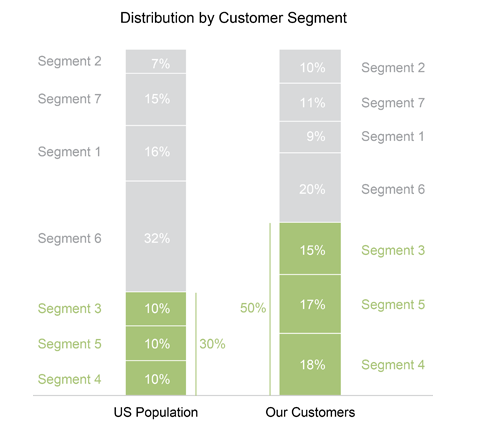 Distribution by Customer Segment
Segment 2 7% 10% Segment 2
Segment 7 15% 11% Segment 7
Segment 1 16% 9% Segment 1
Segment 6 32% 20% Segment 6
Segment 3 10% 15% Segment 3
50%
Segment 5 10% 30% 17% Segment 5
Segment 4 10% 18% Segment 4
US Population Our Customers